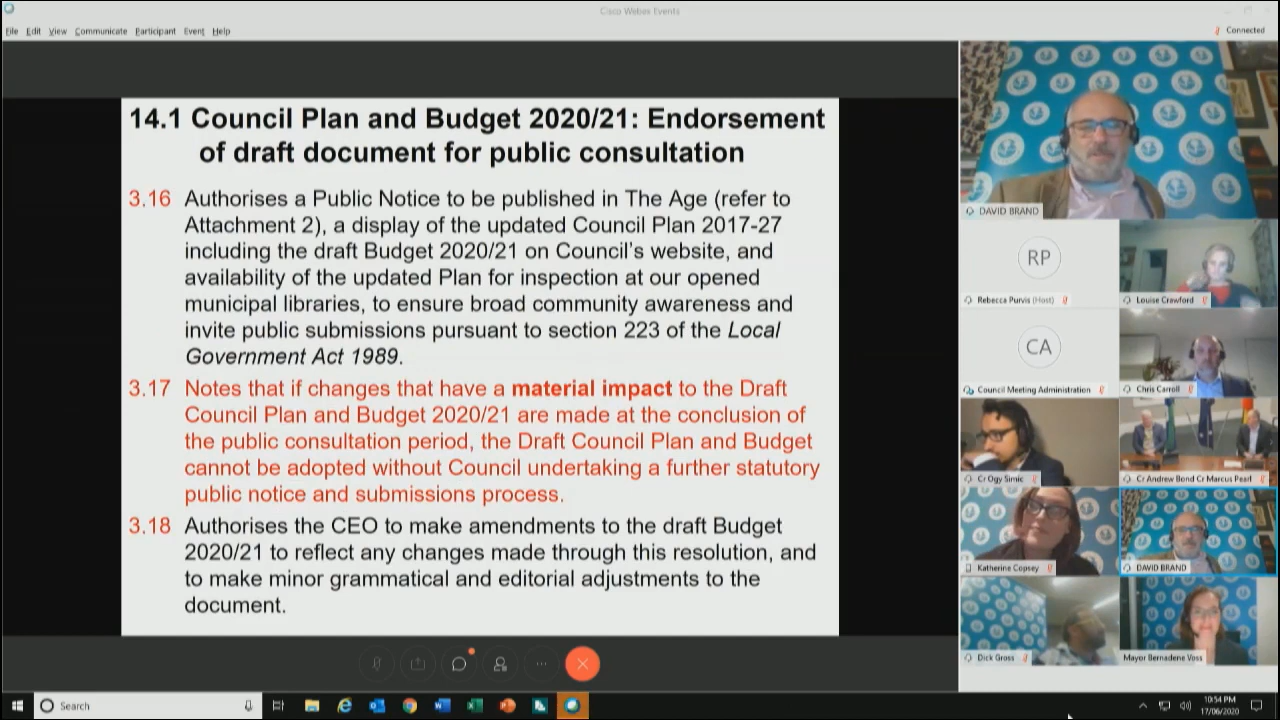 Cisco Webex Events
File Edit View Communicate Participant Event Help
Connected
14.1 Council Plan and Budget 2020/21: Endorsement
of draft document for public consultation
3.16 Authorises a Public Notice to be published in The Age (refer to
Attachment 2), a display of the updated Council Plan 2017-27
including the draft Budget 2020/21 on Council's website, and
availability of the updated Plan for inspection at our opened
municipal libraries, to ensure broad community awareness and
invite public submissions pursuant to section 223 of the Local
Government Act 1989.
3.17 Notes that if changes that have a material impact to the Draft
Council Plan and Budget 2020/21 are made at the conclusion of
the public consultation period, the Draft Council Plan and Budget
cannot be adopted without Council undertaking a further statutory
public notice and submissions process.
3.18 Authorises the CEO to make amendments to the draft Budget
2020/21 to reflect any changes made through this resolution, and
to make minor grammatical and editorial adjustments to the
document.
DAVID BRAND
RP
Rebecca Purvis (Host)
Louise Crawford
CA
Council Meeting Administration
Chris Carroll
Cr Ogy Simic
Cr Andrew Bond Cr Marcus Pearl
Katherine Copsey
DAVID BRAND
Dick Gross
Mayor Bernadene Voss
Search
10:54 PM
17/06/2020